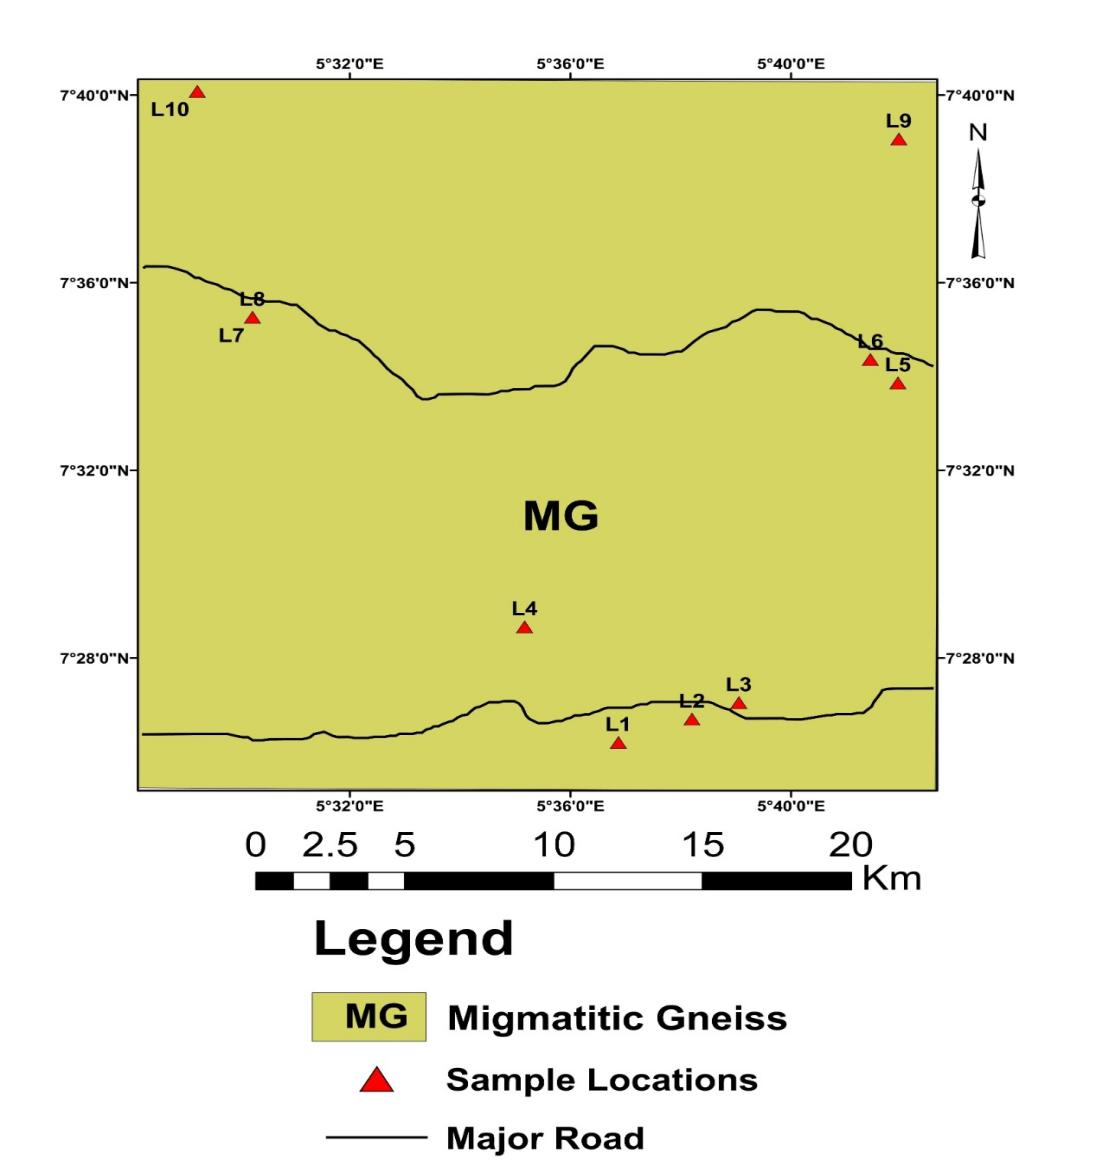 5°32'0"E 5°36'0"E 5°40'0"E
7°40'0"N 7°40'0"N
L10
L9
N
7°36'0"N 7°36'0"N
L8
L7
L6
L5
7°32'0"N 7°32'0"N
MG
L4
7°28'0"N 7°28'0"N
L3
L2
L1
5°32'0"E 5°36'0"E 5°40'0"E
0 2.5 5 10 15 20
Km
Legend
MG Migmatitic Gneiss
Sample Locations
Major Road